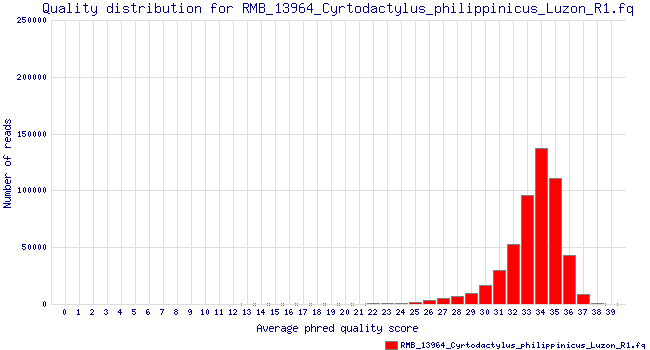 Quality distribution for RMB_13964_Cyrtodactylus_philippinicus_Luzon_R1.fq
250000
200000
150000
100000
50000
0
Number of reads
0 1 2 3 4 5 6 7 8 9 10 11 12 13 14 15 16 17 18 19 20 21 22 23 24 25 26 27 28 29 30 31 32 33 34 35 36 37 38 39
Average phred quality score
RMB_13964_Cyrtodactylus_philippinicus_Luzon_R1.fq